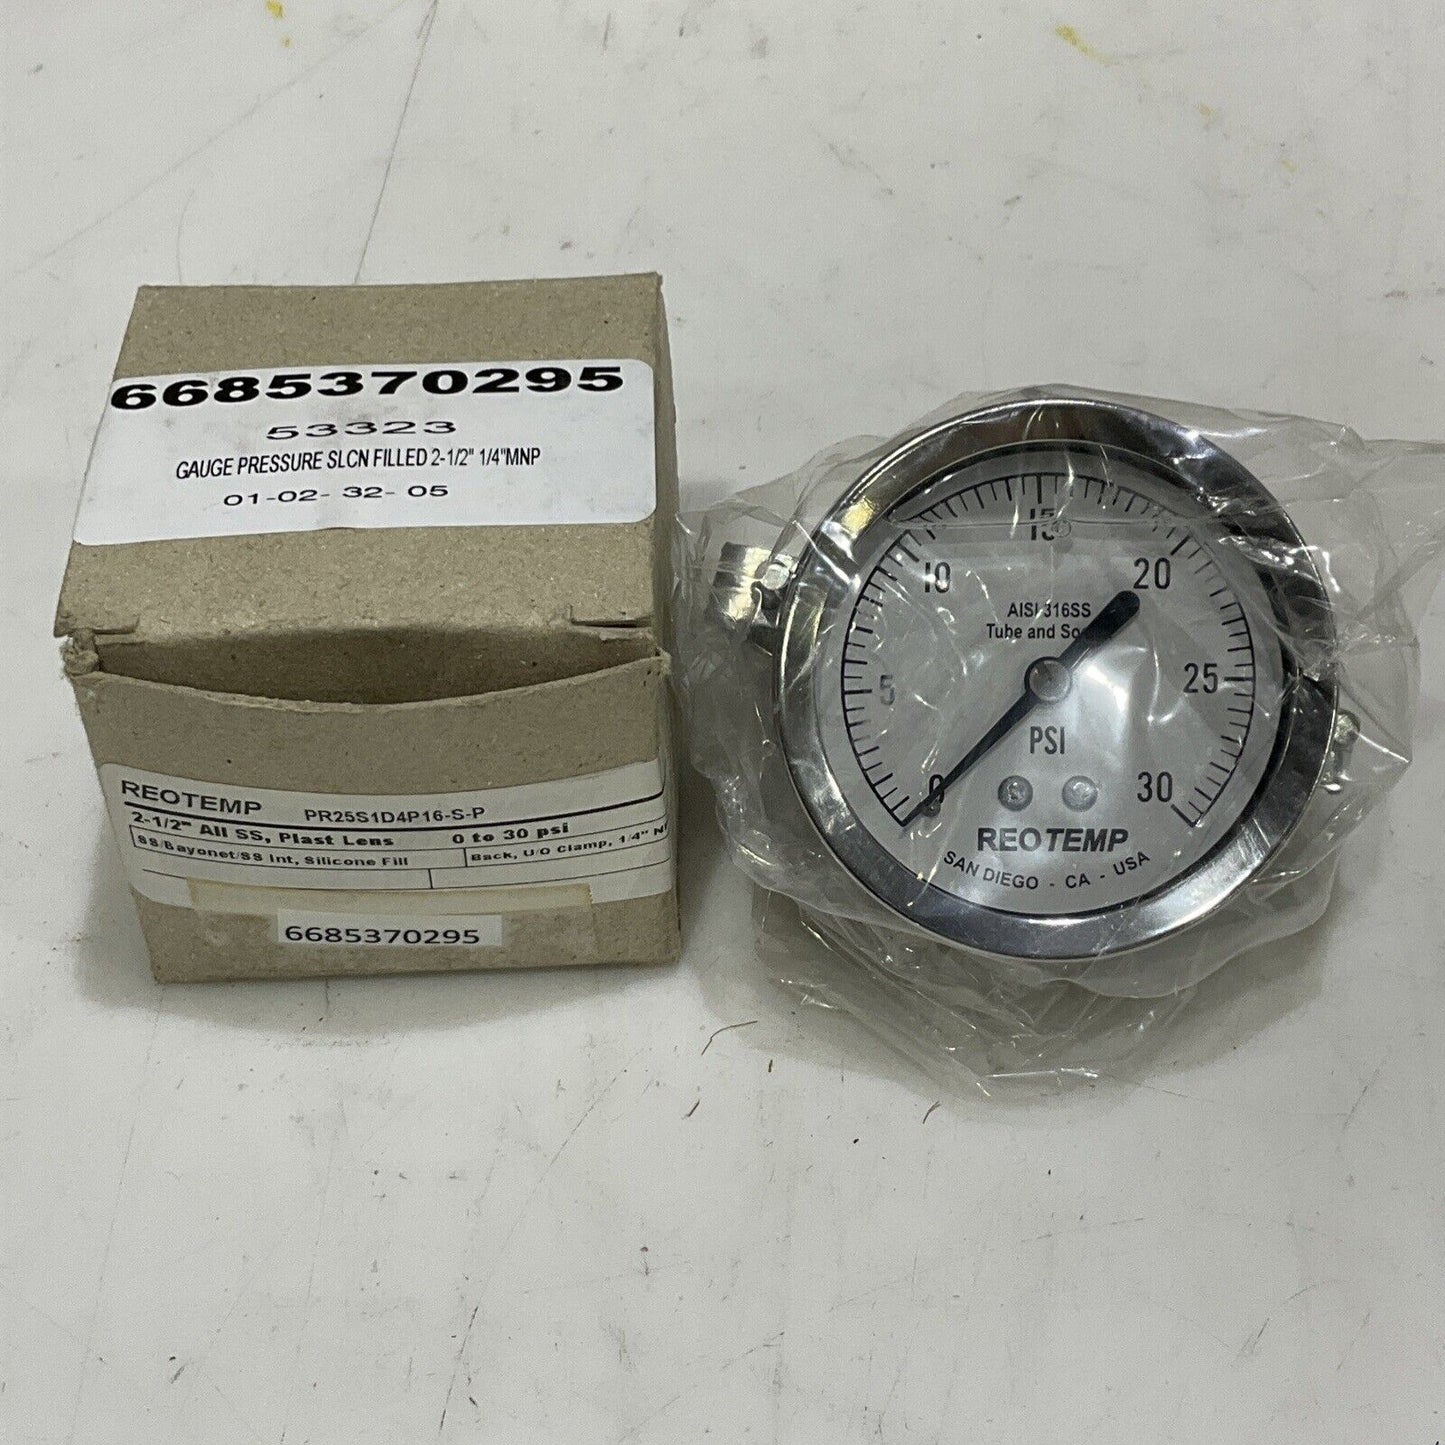 6685370295
53323
GAUGE PRESSURE SLCN FILLED 2-1/2" 1/4"MNP
01-02- 32- 05
REOTEMP PR25S1D4P16-S-P
2-1/2" All SS, Plast Lens 0 to 30 psi
SS/Bayonet/SS Int, Silicone Fill Back, U/O Clamp, 1/4"
6685370295
15
10 20
AISI 316SS
Tube and
5 25
PSI
0 30
REOTEMP
SAN DIEGO - CA - USA